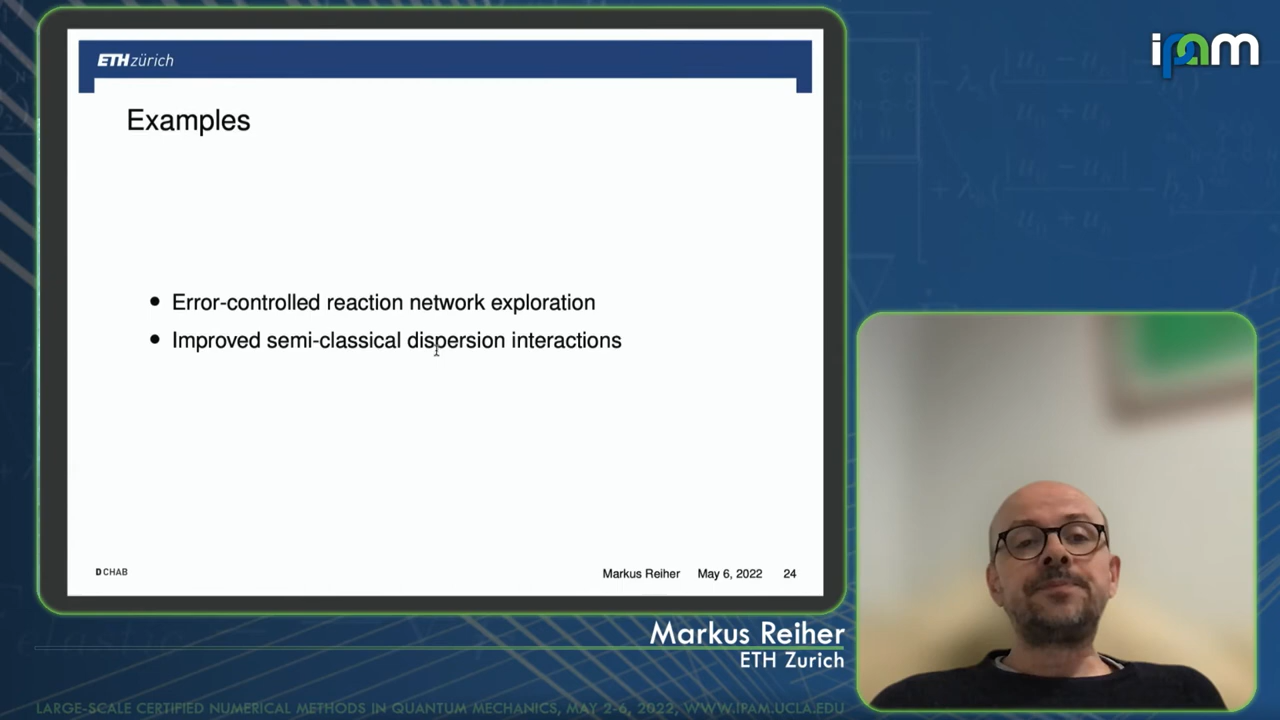 ETH zürich
ipam
Examples
• Error-controlled reaction network exploration
• Improved semi-classical dispersion interactions
D CHAB
Markus Reiher May 6, 2022 24
Markus Reiher
ETH Zurich
LARGE-SCALE CERTIFIED NUMERICAL METHODS IN QUANTUM MECHANICS, MAY 2-6, 2022, WWW.IPAM.UCLA.EDU